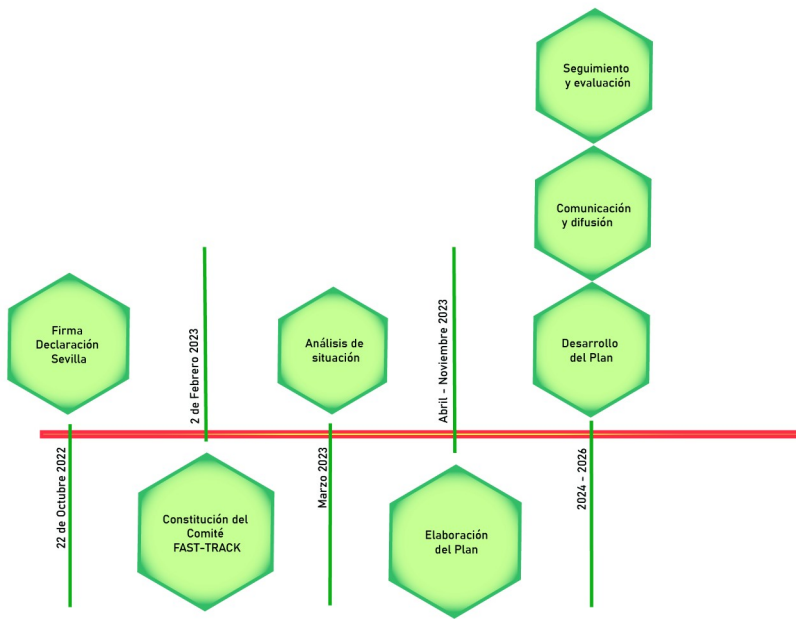 Seguimiento
y evaluación
Comunicación
y difusión
Desarrollo
del Plan
Firma
Declaración
Sevilla
22 de Octubre 2022
2 de Febrero 2023
Constitución del
Comité
FAST-TRACK
Análisis de
situación
Marzo 2023
Abril - Noviembre 2023
Elaboración
del Plan
2024 - 2026